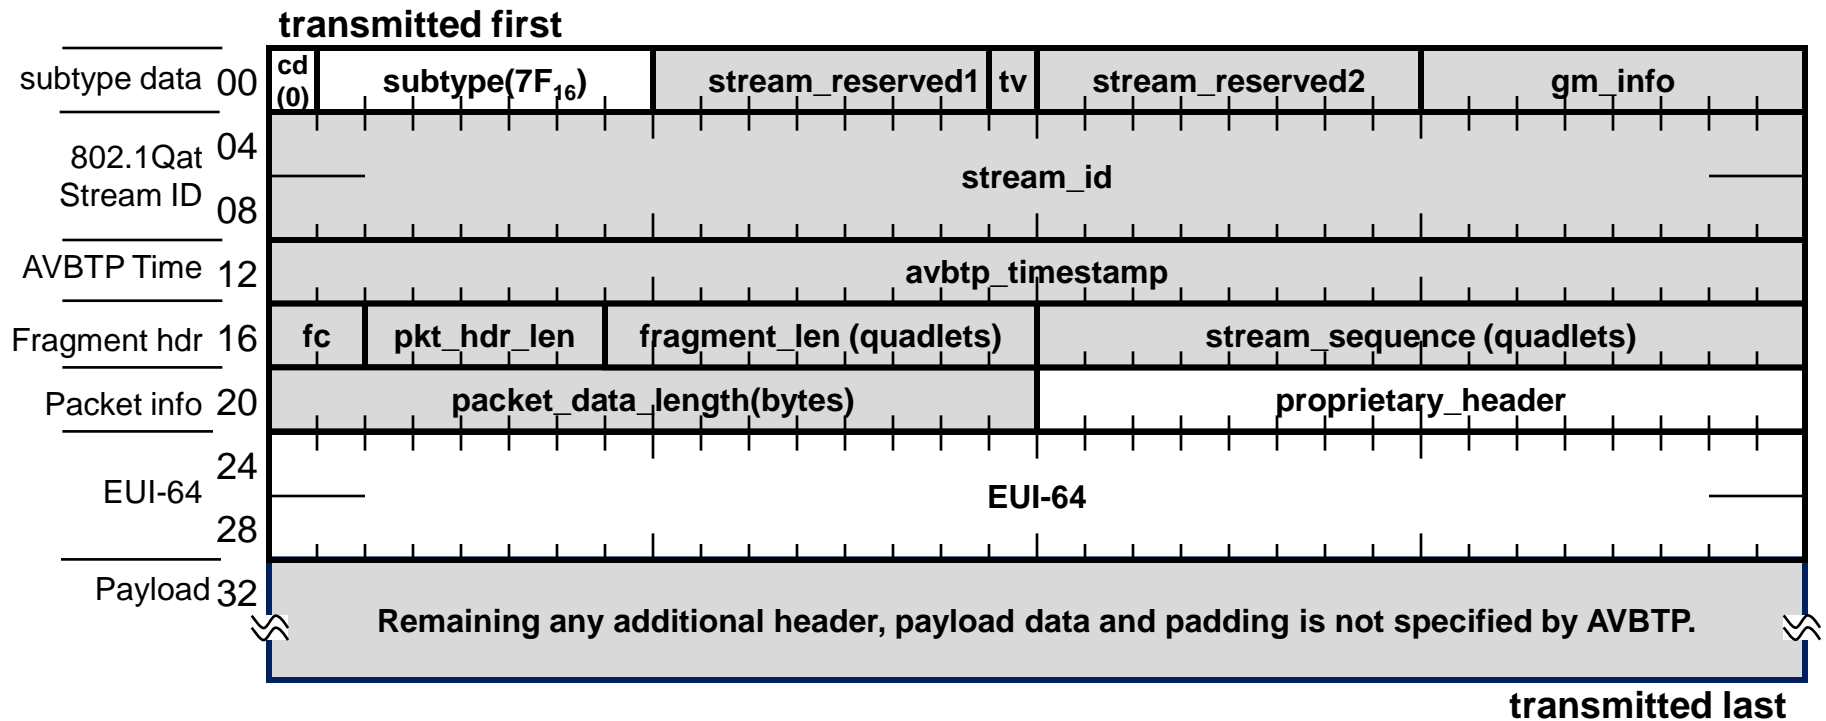 transmitted first
subtype data 00 cd (0) subtype(7F₁₆) stream_reserved1 tv stream_reserved2 gm_info
802.1Qat Stream ID 04 08 stream_id
AVBTP Time 12 avbtp_timestamp
Fragment hdr 16 fc pkt_hdr_len fragment_len (quadlets) stream_sequence (quadlets)
Packet info 20 packet_data_length(bytes) proprietary_header
EUI-64 24 28 EUI-64
Payload 32 Remaining any additional header, payload data and padding is not specified by AVBTP.
transmitted last